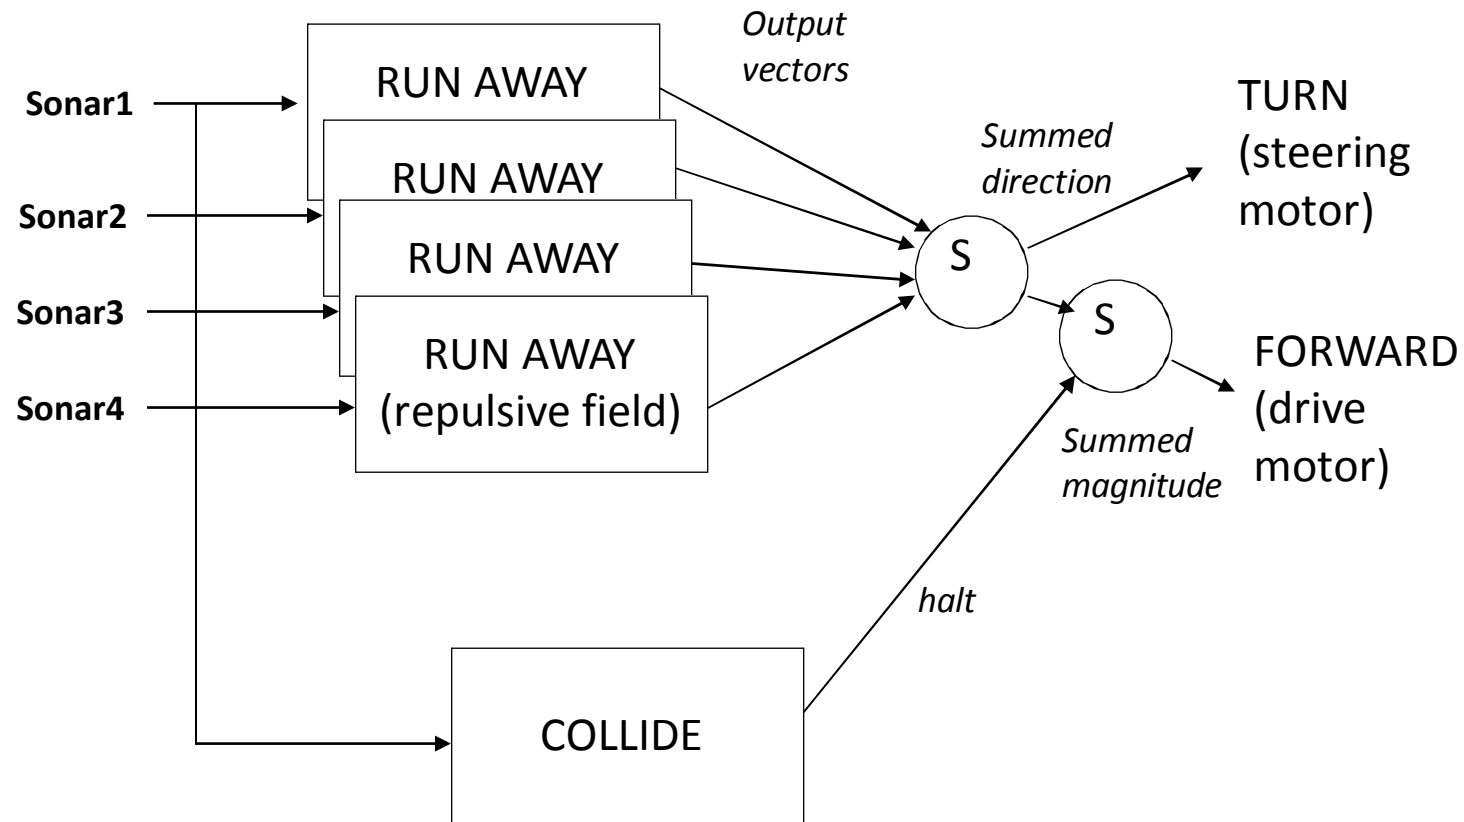 Output
vectors
RUN AWAY
Sonar1
TURN
(steering
motor)
Summed
direction
RUN AWAY
Sonar2
RUN AWAY
S
Sonar3
S
RUN AWAY
(repulsive field)
FORWARD
(drive
motor)
Sonar4
Summed
magnitude
halt
COLLIDE